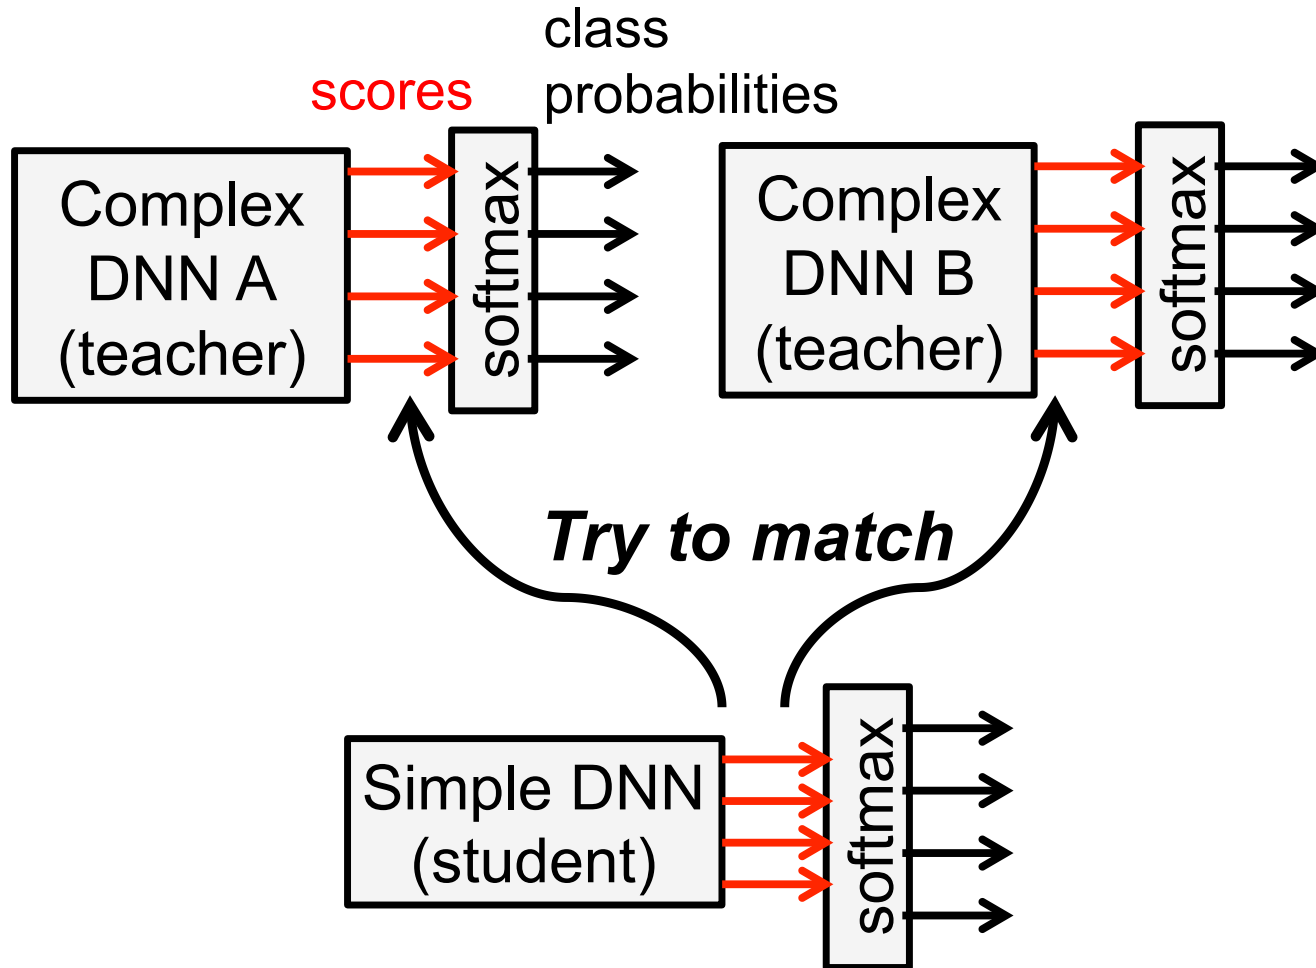 class
probabilities
scores
Complex
DNN A
(teacher)
softmax
Complex
DNN B
(teacher)
softmax
Try to match
Simple DNN
(student)
softmax